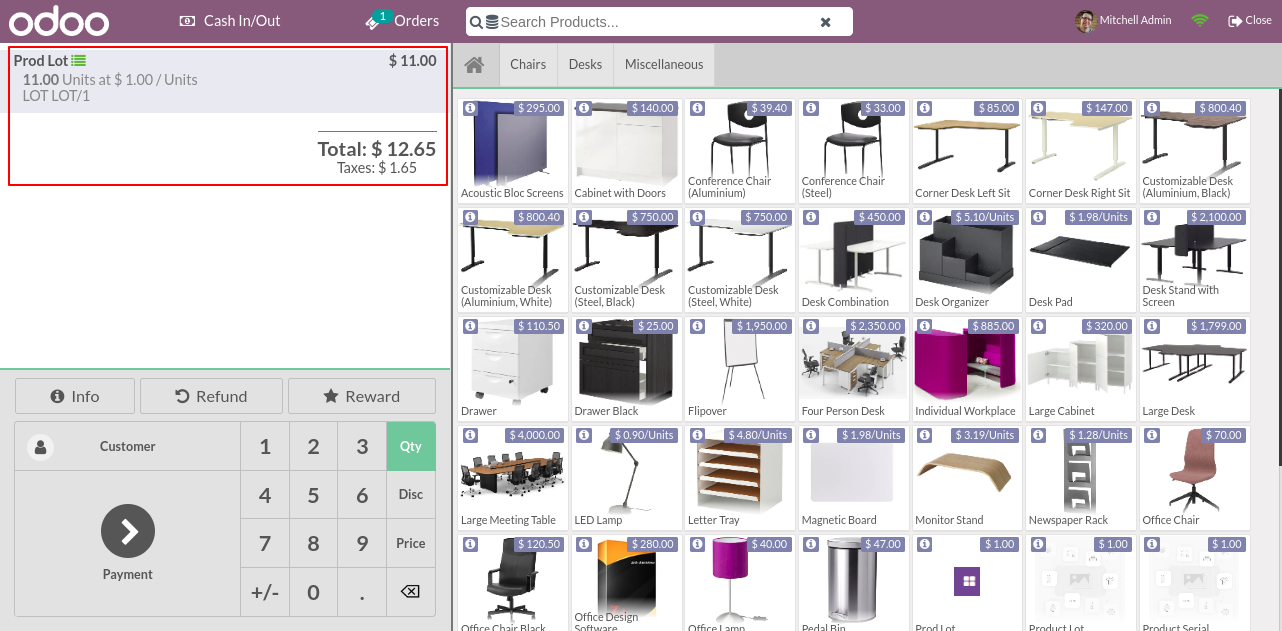 odoo
Cash In/Out
1
Orders
Search Products...
Mitchell Admin
Close
Prod Lot
$ 11.00
11.00 Units at $ 1.00 / Units
LOT LOT/1
Total: $ 12.65
Taxes: $ 1.65
Info
Refund
Reward
Customer
1 2 3 Qty
4 5 6 Disc
7 8 9 Price
+/- 0 .
Payment
Chairs
Desks
Miscellaneous
$ 295.00
Acoustic Bloc Screens
$ 140.00
Cabinet with Doors
$ 39.40
Conference Chair
(Aluminium)
$ 33.00
Conference Chair
(Steel)
$ 85.00
Corner Desk Left Sit
$ 147.00
Corner Desk Right Sit
$ 800.40
Customizable Desk
(Aluminium, Black)
$ 800.40
Customizable Desk
(Aluminium, White)
$ 750.00
Customizable Desk
(Steel, Black)
$ 750.00
Customizable Desk
(Steel, White)
$ 450.00
Desk Combination
$ 5.10/Units
Desk Organizer
$ 1.98/Units
Desk Pad
$ 2,100.00
Desk Stand with
Screen
$ 110.50
Drawer
$ 25.00
Drawer Black
$ 1,950.00
Flipover
$ 2,350.00
Four Person Desk
$ 885.00
Individual Workplace
$ 320.00
Large Cabinet
$ 1,799.00
Large Desk
$ 4,000.00
Large Meeting Table
$ 0.90/Units
LED Lamp
$ 4.80/Units
Letter Tray
$ 1.98/Units
Magnetic Board
$ 3.19/Units
Monitor Stand
$ 1.28/Units
Newspaper Rack
$ 70.00
Office Chair
$ 120.50
Office Chair Black
$ 280.00
Office Design
Software
$ 40.00
Office Lamp
$ 47.00
Pedal Bin
$ 1.00
Prod Lot
$ 1.00
Product Lot
$ 1.00
Product Serial